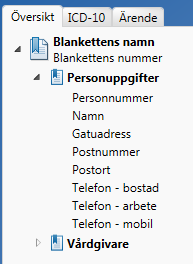 Översikt ICD-10 Ärende
Blankettens namn
Blankettens nummer
Personuppgifter
Personnummer
Namn
Gatuadress
Postnummer
Postort
Telefon - bostad
Telefon - arbete
Telefon - mobil
Vårdgivare